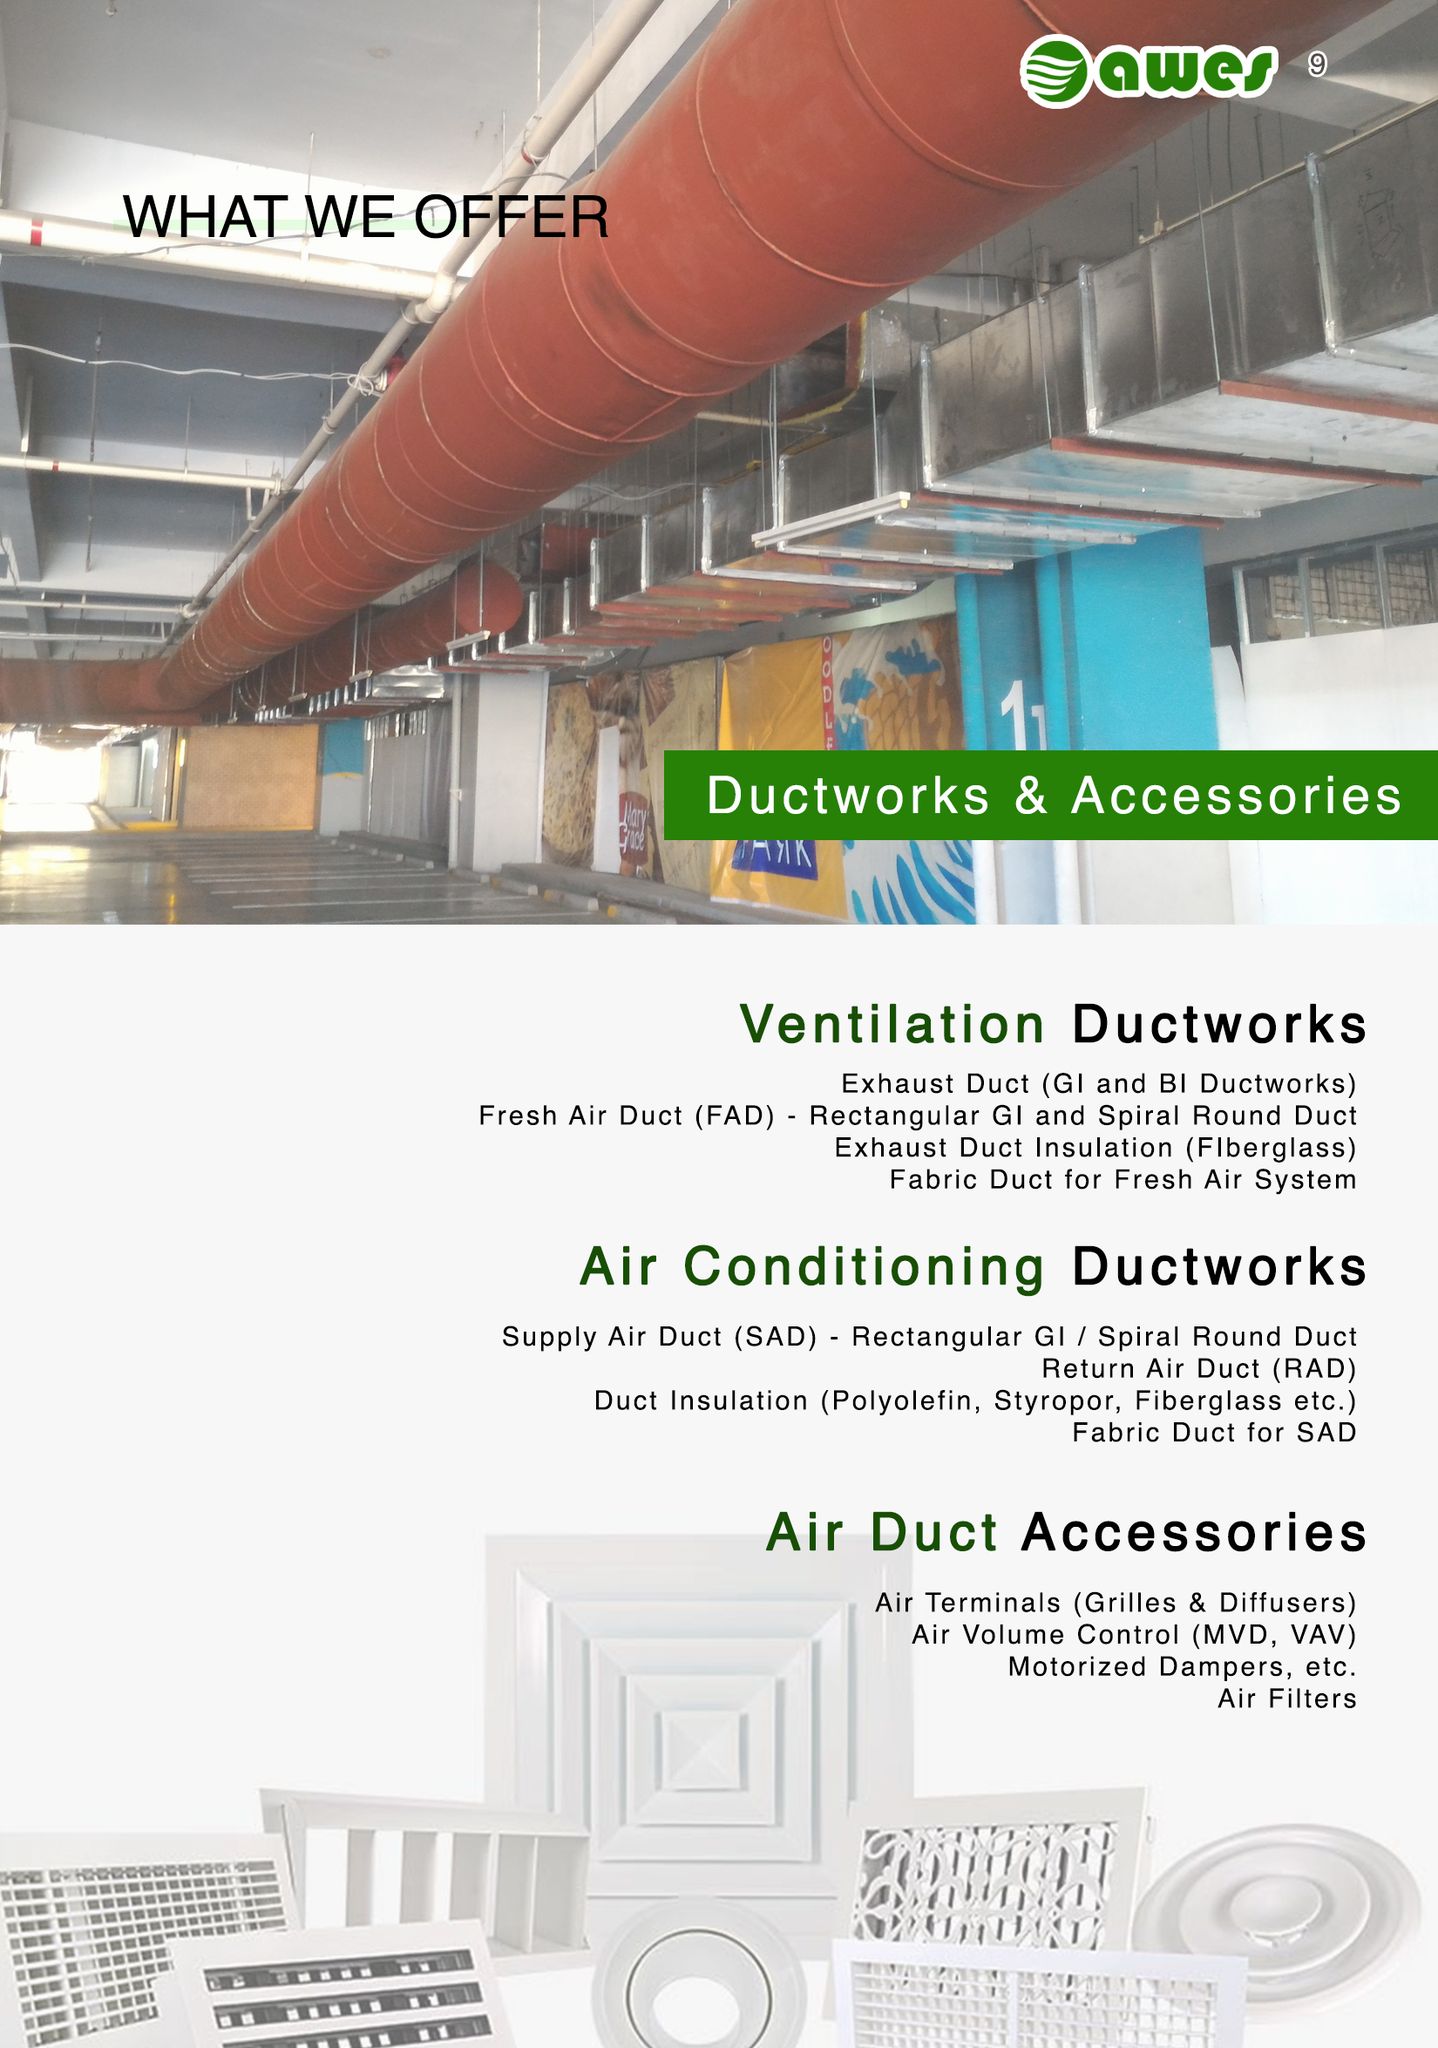 awes 9
WHAT WE OFFER
OODLE
11
Mary
Grace
Ductworks & Accessories
Ventilation Ductworks
Exhaust Duct (GI and BI Ductworks)
Fresh Air Duct (FAD) - Rectangular GI and Spiral Round Duct
Exhaust Duct Insulation (FIberglass)
Fabric Duct for Fresh Air System
Air Conditioning Ductworks
Supply Air Duct (SAD) - Rectangular GI / Spiral Round Duct
Return Air Duct (RAD)
Duct Insulation (Polyolefin, Styropor, Fiberglass etc.)
Fabric Duct for SAD
Air Duct Accessories
Air Terminals (Grilles & Diffusers)
Air Volume Control (MVD, VAV)
Motorized Dampers, etc.
Air Filters